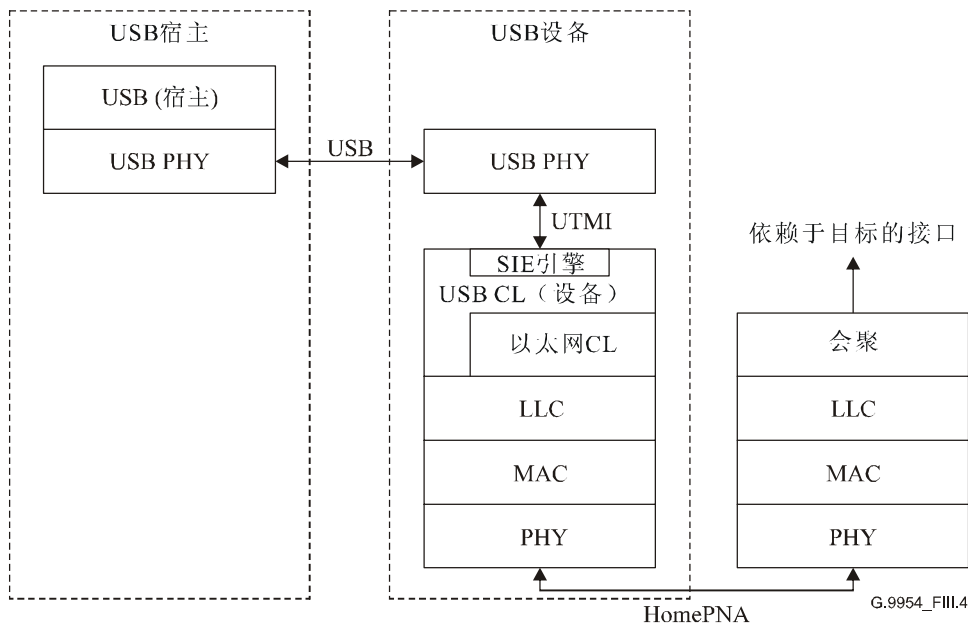 USB宿主
USB设备
USB (宿主)
USB PHY
USB
USB PHY
UTMI
依赖于目标的接口
SIE引擎
USB CL（设备）
以太网CL
会聚
LLC
LLC
MAC
MAC
PHY
PHY
HomePNA
G.9954_FIII.4